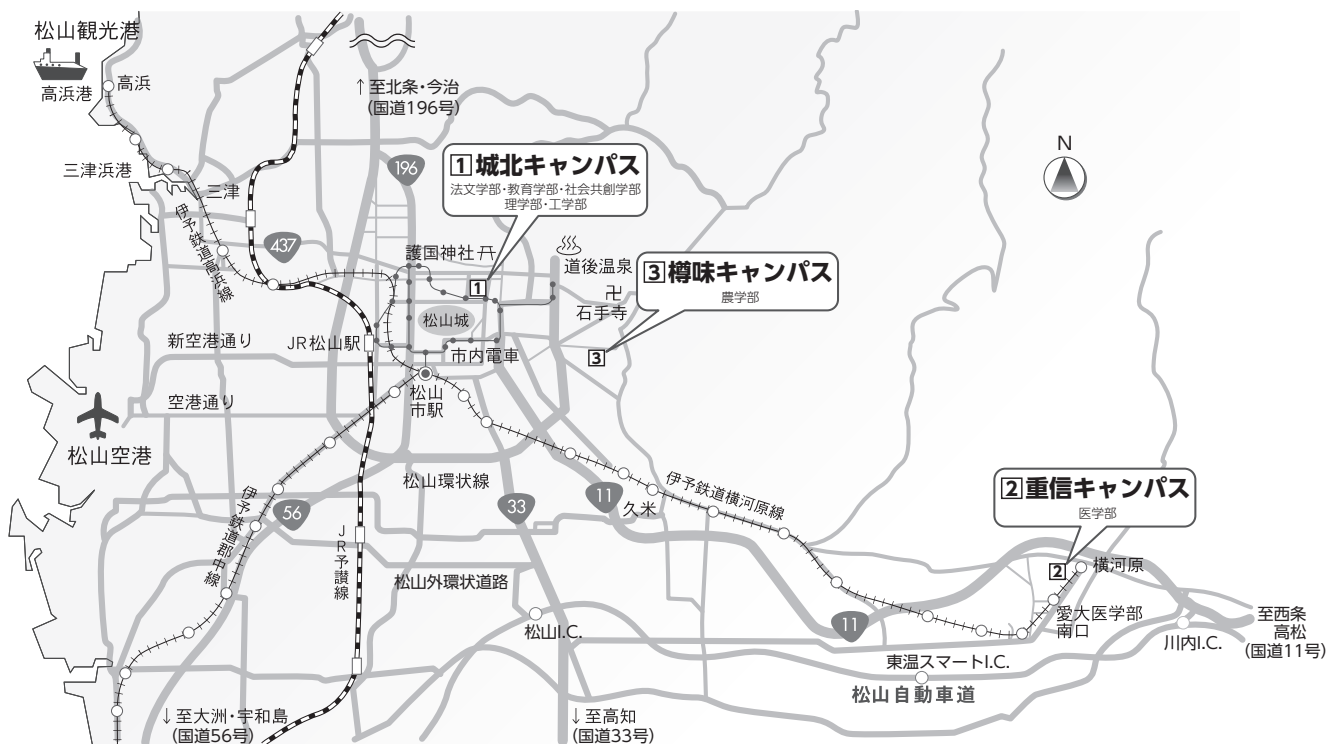 松山観光港
高浜
高浜港
↑至北条・今治
(国道196号)
N
三津浜港
三津
196
1城北キャンパス
法文学部・教育学部・社会共創学部
理学部・工学部
伊予鉄道高浜線
437
護国神社
道後温泉
3樽味キャンパス
農学部
1
石手寺
松山城
新空港通り
JR松山駅
市内電車
3
空港通り
松山
市駅
松山空港
松山環状線
伊予鉄道横河原線
2重信キャンパス
医学部
伊予鉄道郡中線
56
33
11
久米
JR予讃線
松山外環状道路
2
横河原
愛大医学部
南口
11
松山I.C.
至西条
高松
(国道11号)
川内I.C.
東温スマートI.C.
松山自動車道
↓至大洲・宇和島
(国道56号)
↓至高知
(国道33号)